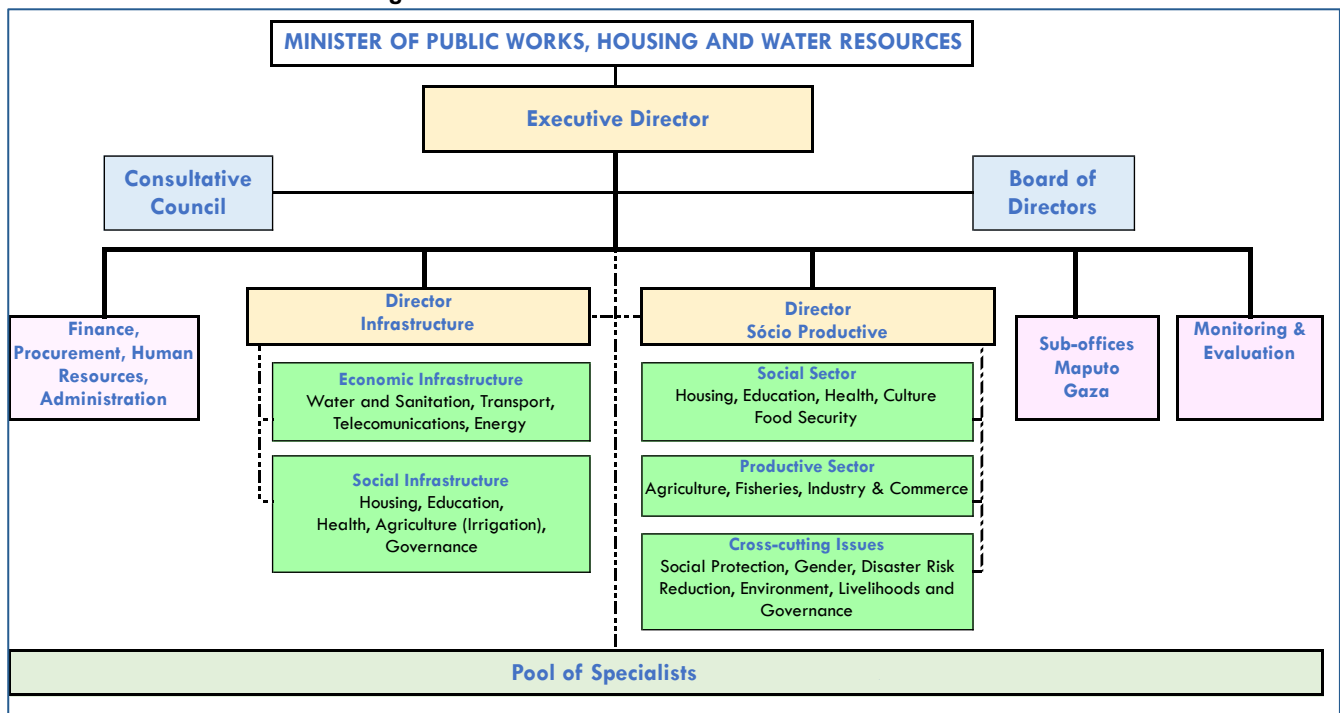 MINISTER OF PUBLIC WORKS, HOUSING AND WATER RESOURCES
Executive Director
Consultative
Council
Board of
Directors
Finance,
Procurement, Human
Resources,
Administration
Director
Infrastructure
Economic Infrastructure
Water and Sanitation, Transport,
Telecomunications, Energy
Social Infrastructure
Housing, Education,
Health, Agriculture (Irrigation),
Governance
Director
Sócio Productive
Social Sector
Housing, Education, Health, Culture
Food Security
Productive Sector
Agriculture, Fisheries, Industry & Commerce
Cross-cutting Issues
Social Protection, Gender, Disaster Risk
Reduction, Environment, Livelihoods and
Governance
Sub-offices
Maputo
Gaza
Monitoring &
Evaluation
Pool of Specialists